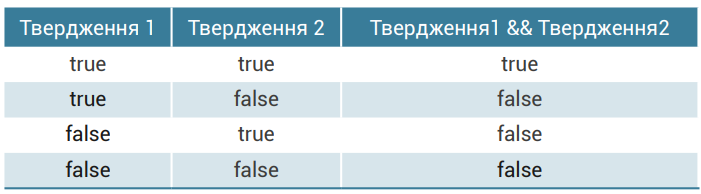 Твердження 1 Твердження 2 Твердження1 && Твердження2
true true true
true false false
false true false
false false false